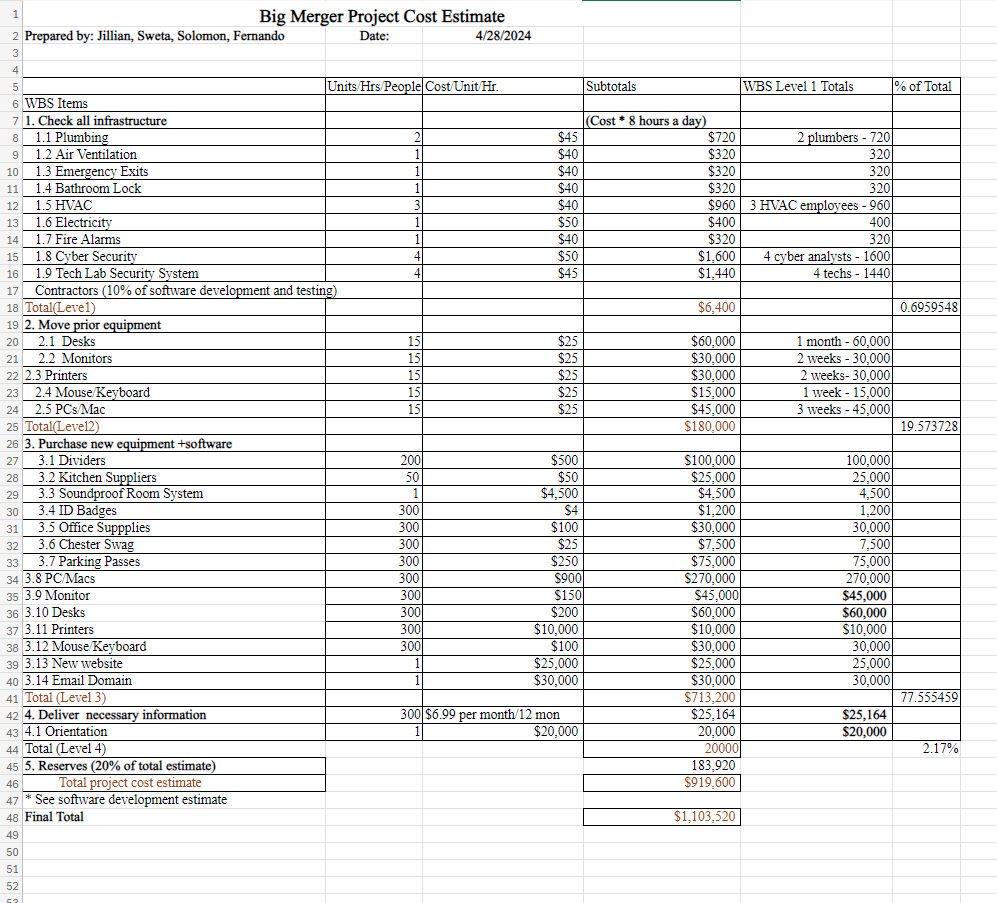 1 Big Merger Project Cost Estimate
2 Prepared by: Jillian, Sweta, Solomon, Fernando Date: 4/28/2024
3
4
5 Units/Hrs/People Cost/Unit/Hr. Subtotals WBS Level 1 Totals % of Total
6 WBS Items
7 1. Check all infrastructure (Cost * 8 hours a day)
8 1.1 Plumbing 2 $45 $720 2 plumbers - 720
9 1.2 Air Ventilation 1 $40 $320 320
10 1.3 Emergency Exits 1 $40 $320 320
11 1.4 Bathroom Lock 1 $40 $320 320
12 1.5 HVAC 3 $40 $960 3 HVAC employees - 960
13 1.6 Electricity 1 $50 $400 400
14 1.7 Fire Alarms 1 $40 $320 320
15 1.8 Cyber Security 4 $50 $1,600 4 cyber analysts - 1600
16 1.9 Tech Lab Security System 4 $45 $1,440 4 techs - 1440
17 Contractors (10% of software development and testing)
18 Total(Level) $6,400 0.6959548
19 2. Move prior equipment
20 2.1 Desks 15 $25 $60,000 1 month - 60,000
21 2.2 Monitors 15 $25 $30,000 2 weeks - 30,000
22 2.3 Printers 15 $25 $30,000 2 weeks- 30,000
23 2.4 Mouse/Keyboard 15 $25 $15,000 1 week - 15,000
24 2.5 PCs/Mac 15 $25 $45,000 3 weeks - 45,000
25 Total(Level2) $180,000 19.573728
26 3. Purchase new equipment +software
27 3.1 Dividers 200 $500 $100,000 100,000
28 3.2 Kitchen Suppliers 50 $50 $25,000 25,000
29 3.3 Soundproof Room System 1 $4,500 $4,500 4,500
30 3.4 ID Badges 300 $4 $1,200 1,200
31 3.5 Office Suppplies 300 $100 $30,000 30,000
32 3.6 Chester Swag 300 $25 $7,500 7,500
33 3.7 Parking Passes 300 $250 $75,000 75,000
34 3.8 PC/Macs 300 $900 $270,000 270,000
35 3.9 Monitor 300 $150 $45,000 $45,000
36 3.10 Desks 300 $200 $60,000 $60,000
37 3.11 Printers 300 $10,000 $10,000 $10,000
38 3.12 Mouse/Keyboard 300 $100 $30,000 30,000
39 3.13 New website 1 $25,000 $25,000 25,000
40 3.14 Email Domain 1 $30,000 $30,000 30,000
41 Total (Level 3) $713,200 77.555459
42 4. Deliver necessary information 300 $6.99 per month/12 mon $25,164 $25,164
43 4.1 Orientation 1 $20,000 20,000 $20,000
44 Total (Level 4) 20000 2.17%
45 5. Reserves (20% of total estimate) 183,920
46 Total project cost estimate $919,600
47 * See software development estimate
48 Final Total $1,103,520
49
50
51
52
53